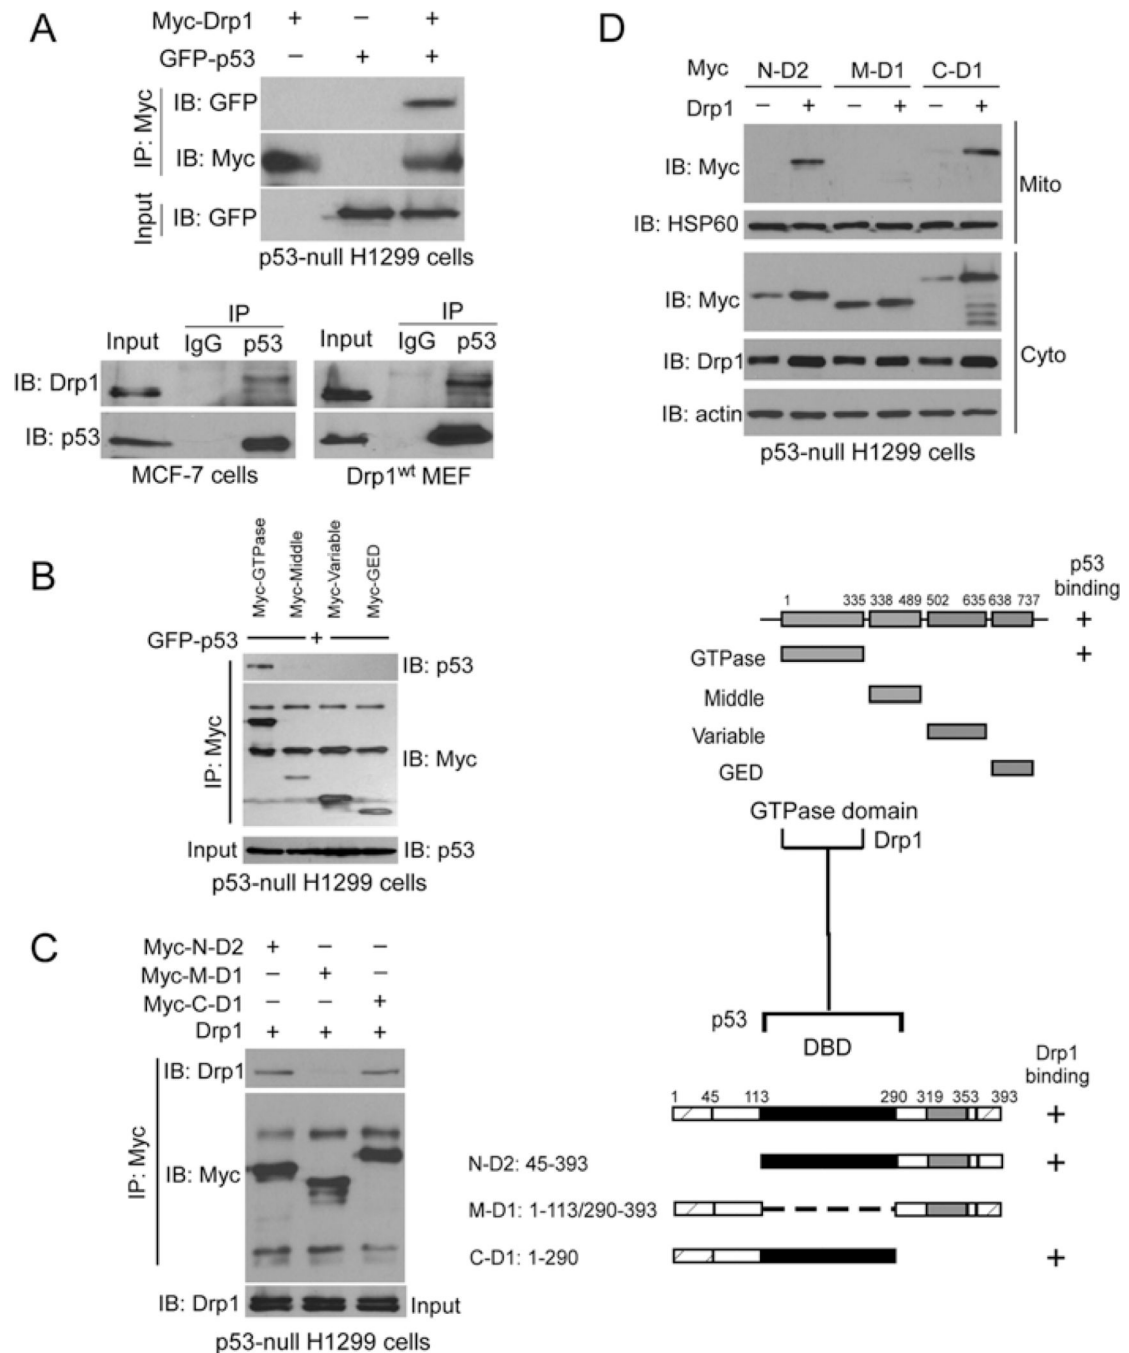 A
Myc-Drp1 + − +
GFP-p53 − + +
IP: Myc
IB: GFP
IB: Myc
Input
IB: GFP
p53-null H1299 cells
IP
Input IgG p53
IB: Drp1
IB: p53
MCF-7 cells
IP
Input IgG p53
Drp1wt MEF
B
Myc-GTPase
Myc-Middle
Myc-Variable
Myc-GED
GFP-p53 +
IP: Myc
IB: p53
IB: Myc
Input IB: p53
p53-null H1299 cells
C
Myc-N-D2 + − −
Myc-M-D1 − + −
Myc-C-D1 − − +
Drp1 + + +
IP: Myc
IB: Drp1
IB: Myc
IB: Drp1 Input
p53-null H1299 cells
D
Myc N-D2 M-D1 C-D1
Drp1 − + − + − +
IB: Myc
Mito
IB: HSP60
IB: Myc
IB: Drp1
Cyto
IB: actin
p53-null H1299 cells
p53
binding
1 335 338 489 502 635 638 737
+
GTPase +
Middle
Variable
GED
GTPase domain
Drp1
p53
DBD
Drp1
binding
1 45 113 290 319 353 393
+
N-D2: 45-393 +
M-D1: 1-113/290-393
C-D1: 1-290 +